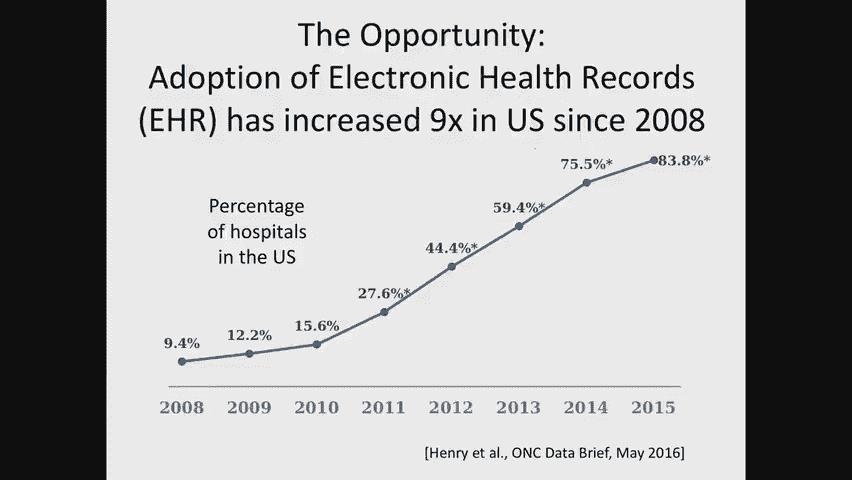 The Opportunity:
Adoption of Electronic Health Records
(EHR) has increased 9x in US since 2008
Percentage
of hospitals
in the US
9.4%
12.2%
15.6%
27.6%*
44.4%*
59.4%*
75.5%*
83.8%*
2008 2009 2010 2011 2012 2013 2014 2015
[Henry et al., ONC Data Brief, May 2016]